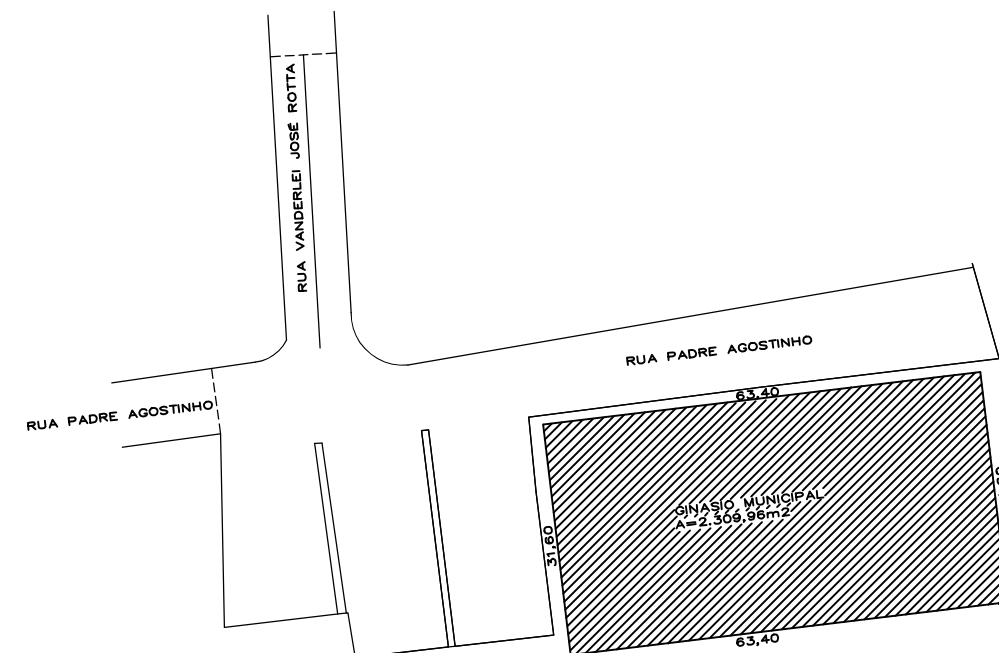 RUA VANDERLEI JOSÉ ROTTA
RUA PADRE AGOSTINHO
RUA PADRE AGOSTINHO
63,40
GINASIO MUNICIPAL
A=2.309,96m2
31,60
63,40